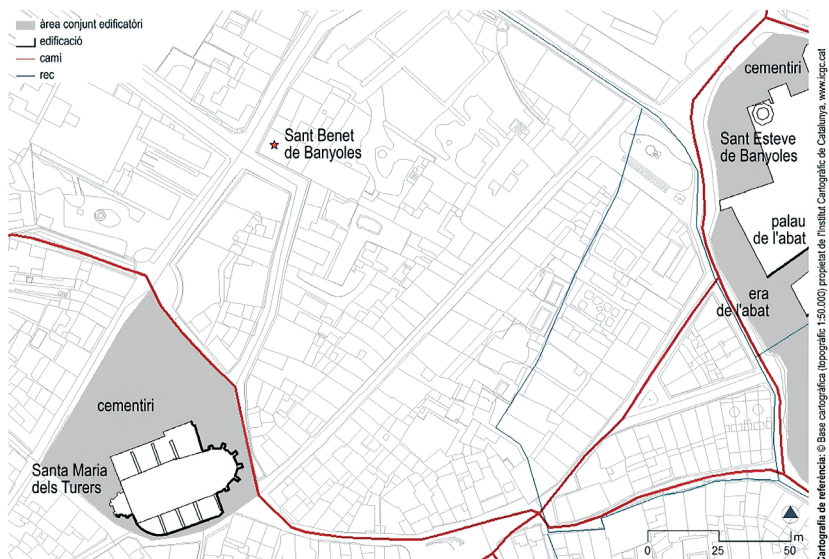 àrea conjunt edificatòri
edificació
camí
rec
Sant Benet
de Banyoles
cementiri
Sant Esteve
de Banyoles
palau
de l'abat
era
de l'abat
cementiri
Santa Maria
dels Turers
m
0 25 50
rtografia de referència: © Base cartogràfica (topogràfic 1:50,000) propietat de l'Institut Cartogràfic de Catalunya, www.icgc.cat